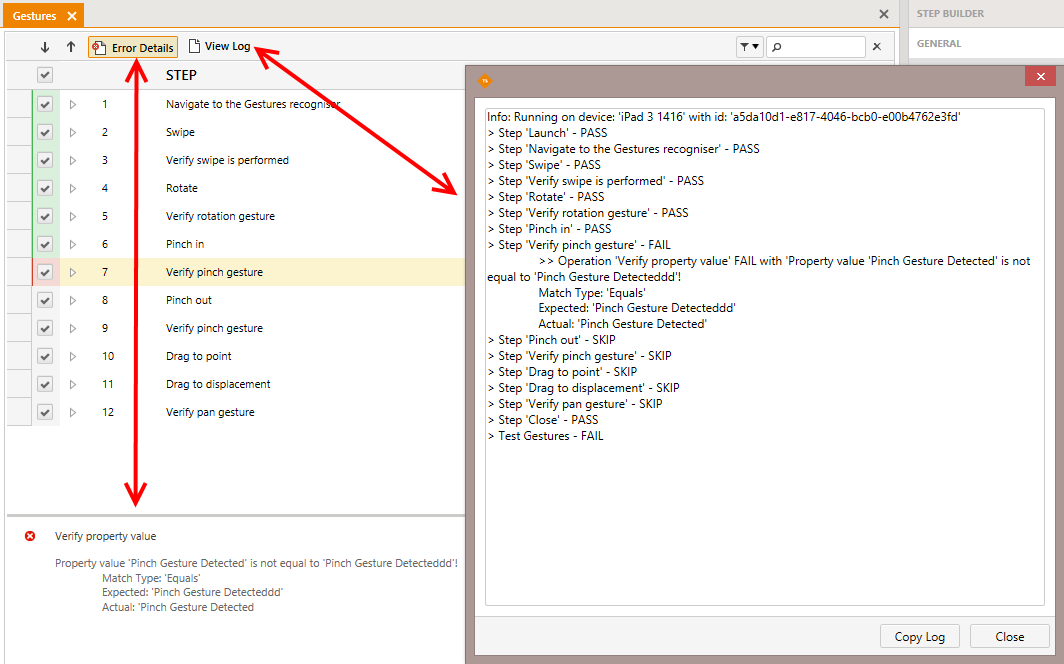 Gestures
STEP BUILDER
GENERAL
Error Details
View Log
STEP
1 Navigate to the Gestures recogniser
2 Swipe
3 Verify swipe is performed
4 Rotate
5 Verify rotation gesture
6 Pinch in
7 Verify pinch gesture
8 Pinch out
9 Verify pinch gesture
10 Drag to point
11 Drag to displacement
12 Verify pan gesture
Verify property value
Property value 'Pinch Gesture Detected' is not equal to 'Pinch Gesture Detecteddd'!
Match Type: 'Equals'
Expected: 'Pinch Gesture Detecteddd'
Actual: 'Pinch Gesture Detected
Info: Running on device: 'iPad 3 1416' with id: 'a5da10d1-e817-4046-bcb0-e00b4762e3fd'
> Step 'Launch' - PASS
> Step 'Navigate to the Gestures recogniser' - PASS
> Step 'Swipe' - PASS
> Step 'Verify swipe is performed' - PASS
> Step 'Rotate' - PASS
> Step 'Verify rotation gesture' - PASS
> Step 'Pinch in' - PASS
> Step 'Verify pinch gesture' - FAIL
>> Operation 'Verify property value' FAIL with 'Property value 'Pinch Gesture Detected' is not
equal to 'Pinch Gesture Detecteddd'!
Match Type: 'Equals'
Expected: 'Pinch Gesture Detecteddd'
Actual: 'Pinch Gesture Detected'
> Step 'Pinch out' - SKIP
> Step 'Verify pinch gesture' - SKIP
> Step 'Drag to point' - SKIP
> Step 'Drag to displacement' - SKIP
> Step 'Verify pan gesture' - SKIP
> Step 'Close' - PASS
> Test Gestures - FAIL
Copy Log
Close